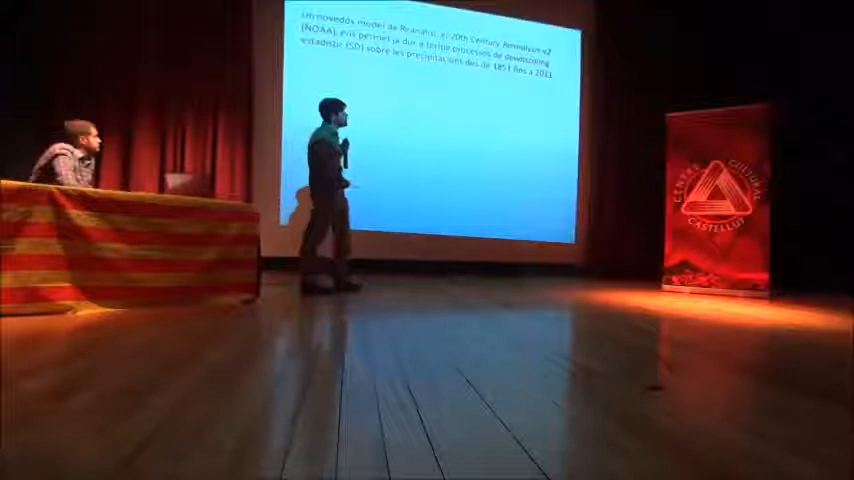 Un novedós model de Reanàlisi, el 20th Century Reanalysis v2
(NOAA), ens permet ja dur a terme processos de downscaling
estadístic (SD) sobre les precipitacions des de 1851 fins a 2011
CENTRE CULTURAL
CASTELLUT